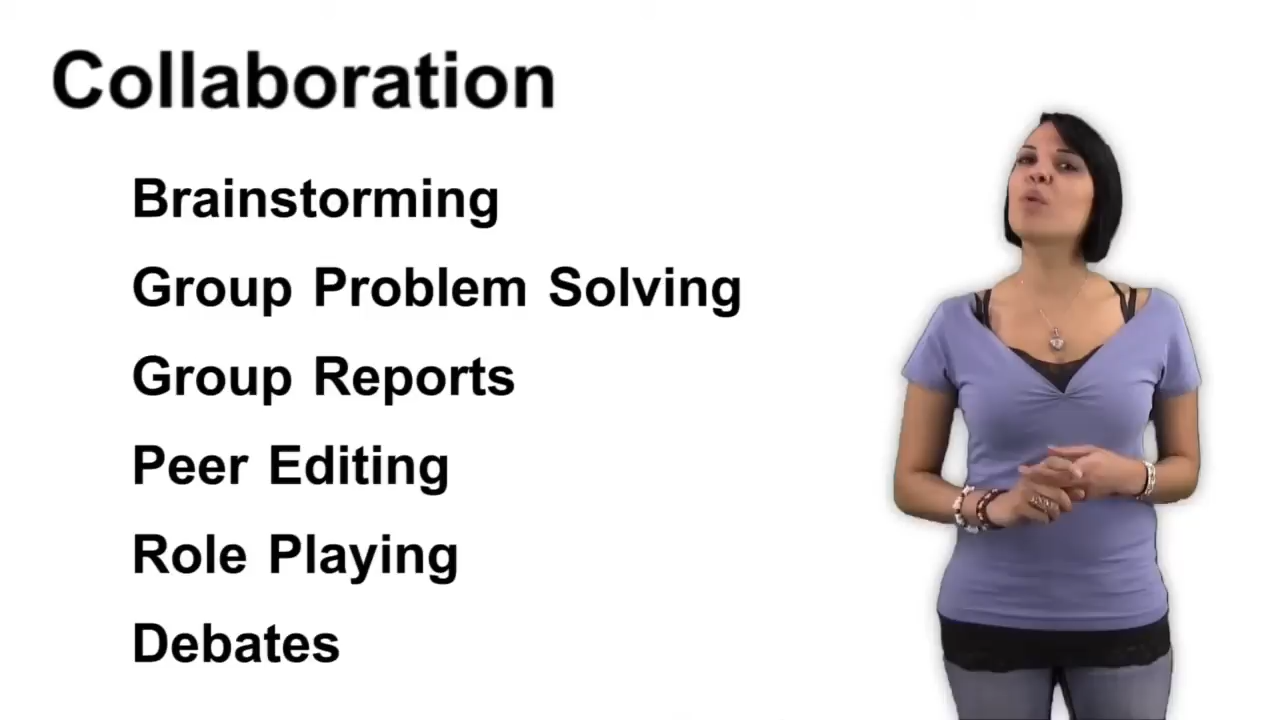 Collaboration
Brainstorming
Group Problem Solving
Group Reports
Peer Editing
Role Playing
Debates